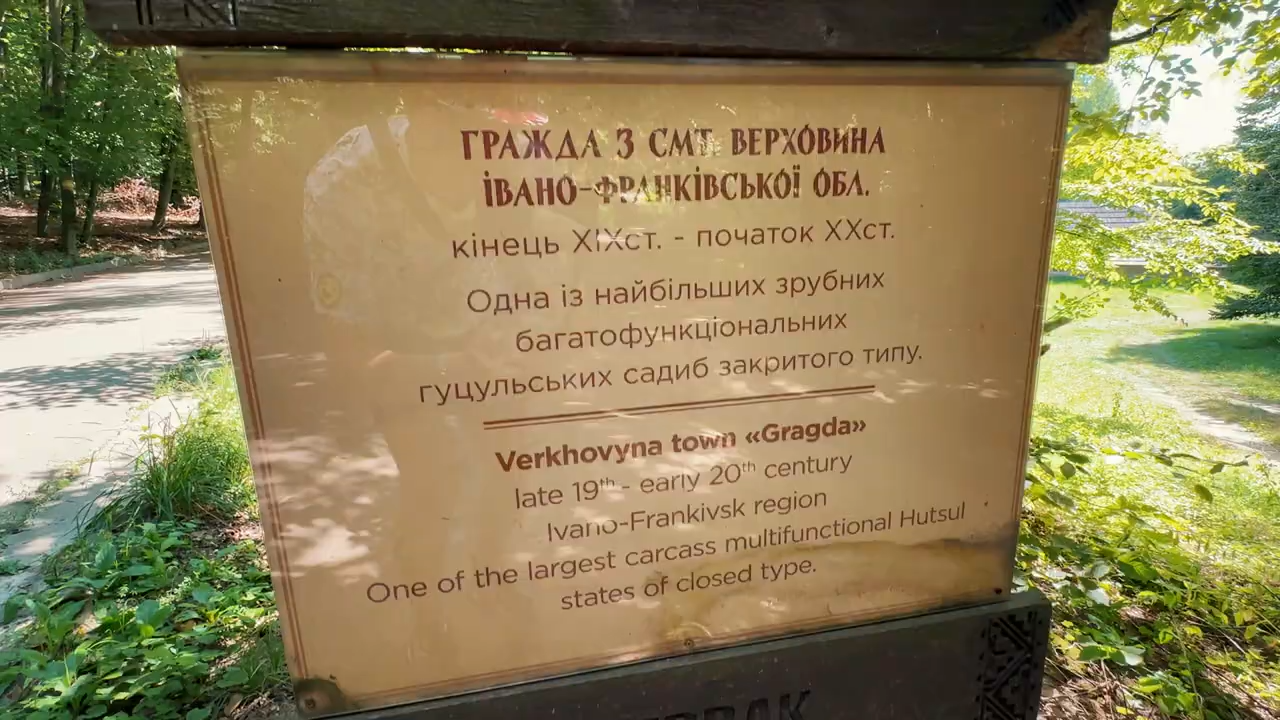 ГРАЖДА З СМТ. ВЕРХОВИНА
ІВАНО-ФРАНКІВСЬКОЇ ОБЛ.
кінець XIXст. - початок XXст.
Одна із найбільших зрубних
багатофункціональних
гуцульських садиб закритого типу.
Verkhovyna town «Gragda»
late 19th - early 20th century
Ivano-Frankivsk region
One of the largest carcass multifunctional Hutsul
states of closed type.